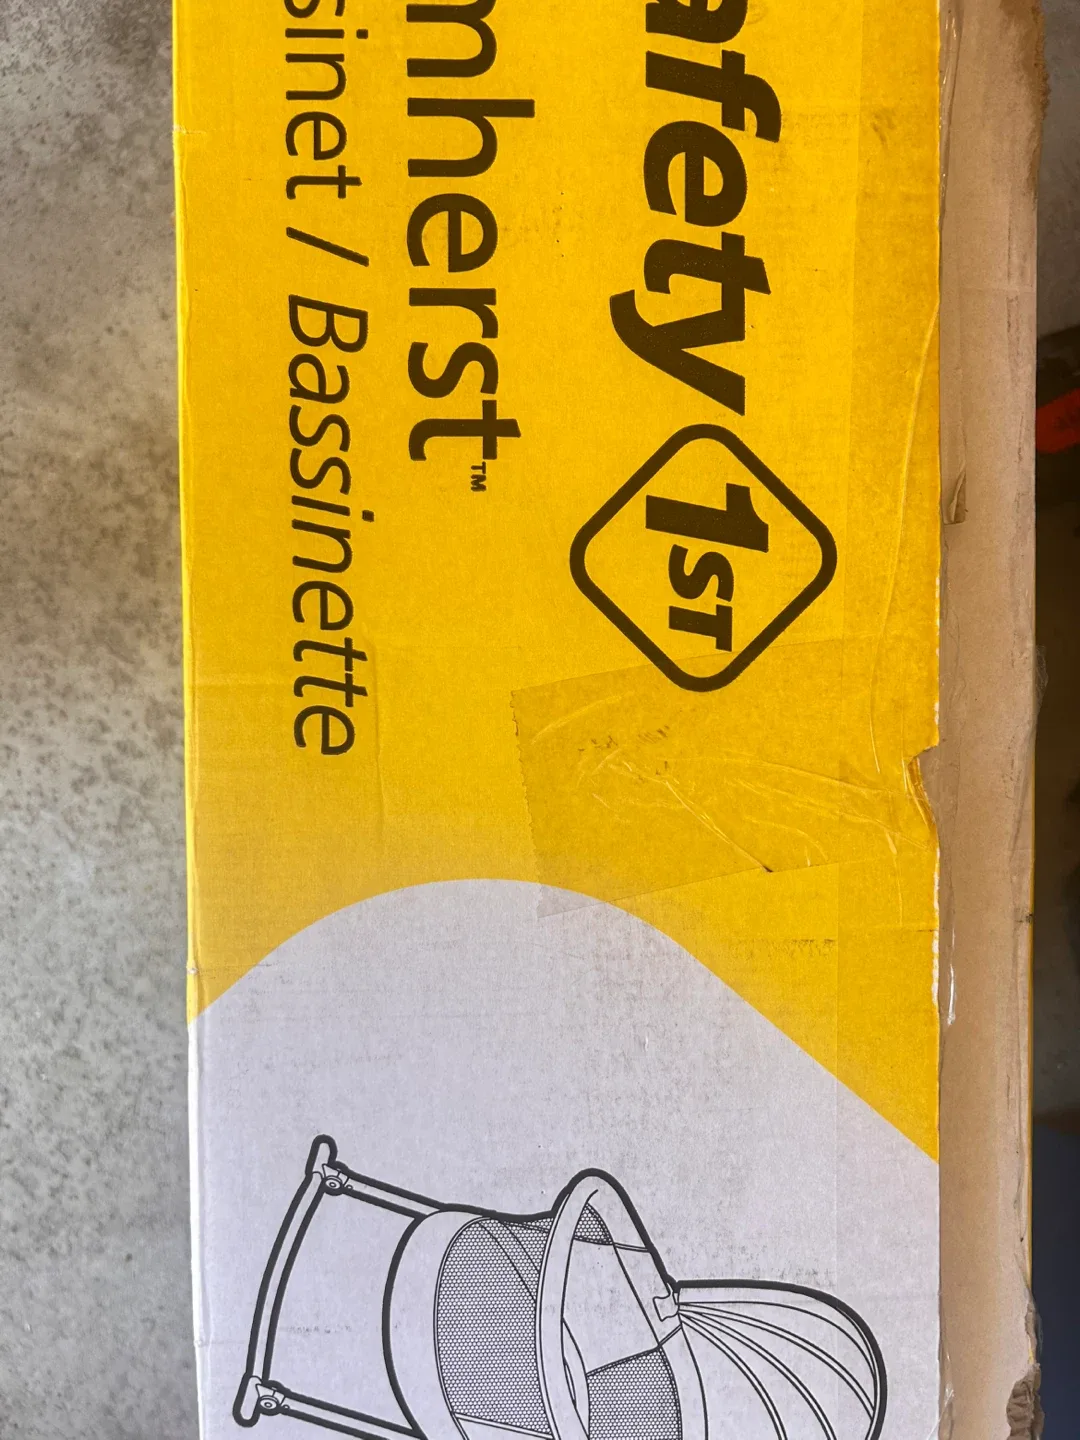 afety 1ST
mherst™
sinet / Bassinette